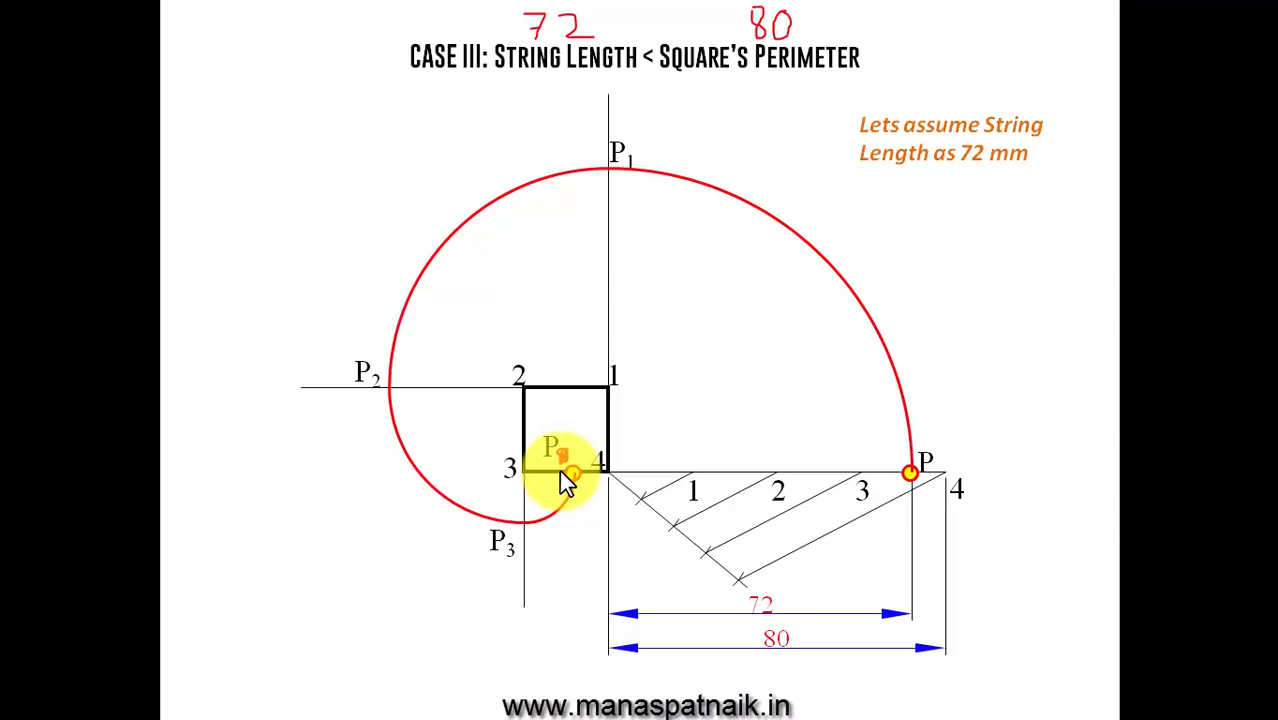 72 80
CASE III: STRING LENGTH < SQUARE'S PERIMETER
Lets assume String
Length as 72 mm
P1
P2
2
1
P
3
4
P
1
2
3
4
P3
72
80
www.manaspatnaik.in